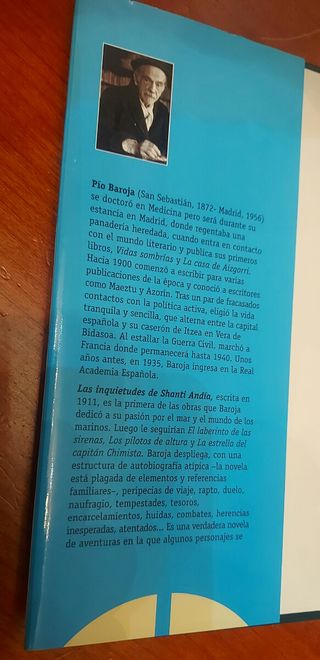 Pío Baroja (San Sebastián, 1872- Madrid, 1956)
se doctoró en Medicina pero será durante su
estancia en Madrid, donde regentaba una
panadería heredada, cuando entra en contacto
con el mundo literario y publica sus primeros
libros, Vidas sombrías y La casa de Aizgorri.
Hacia 1900 comenzó a escribir para varias
publicaciones de la época y conoció a escritores
como Maeztu y Azorín. Tras un par de fracasados
contactos con la política activa, eligió la vida
tranquila y sencilla, que alterna entre la capital
española y su caserón de Itzea en Vera de
Bidasoa. Al estallar la Guerra Civil, marchó a
Francia donde permanecerá hasta 1940. Unos
años antes, en 1935, Baroja ingresa en la Real
Academia Española.
Las inquietudes de Shanti Andía, escrita en
1911, es la primera de las obras que Baroja
dedicó a su pasión por el mar y el mundo de los
marinos. Luego le seguirían El laberinto de las
sirenas, Los pilotos de altura y La estrella del
capitán Chimista. Baroja despliega, con una
estructura de autobiografía atípica –la novela
está plagada de elementos y referencias
familiares–, peripecias de viaje, rapto, duelo,
naufragio, tempestades, tesoros,
encarcelamientos, huidas, combates, herencias
inesperadas, atentados... Es una verdadera novela
de aventuras en la que algunos personajes se